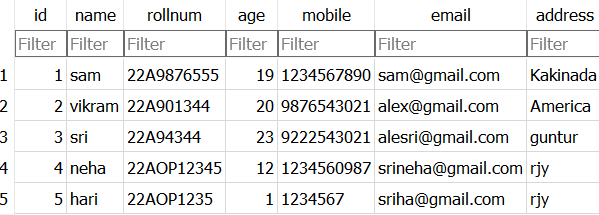 id name rollnum age mobile email address
Filter Filter Filter Filter Filter Filter Filter
1 1 sam 22A9876555 19 1234567890 sam@gmail.com Kakinada
2 2 vikram 22A901344 20 9876543021 alex@gmail.com America
3 3 sri 22A94344 23 9222543021 alesri@gmail.com guntur
4 4 neha 22AOP12345 12 1234560987 srineha@gmail.com rjy
5 5 hari 22AOP1235 1 1234567 sriha@gmail.com rjy